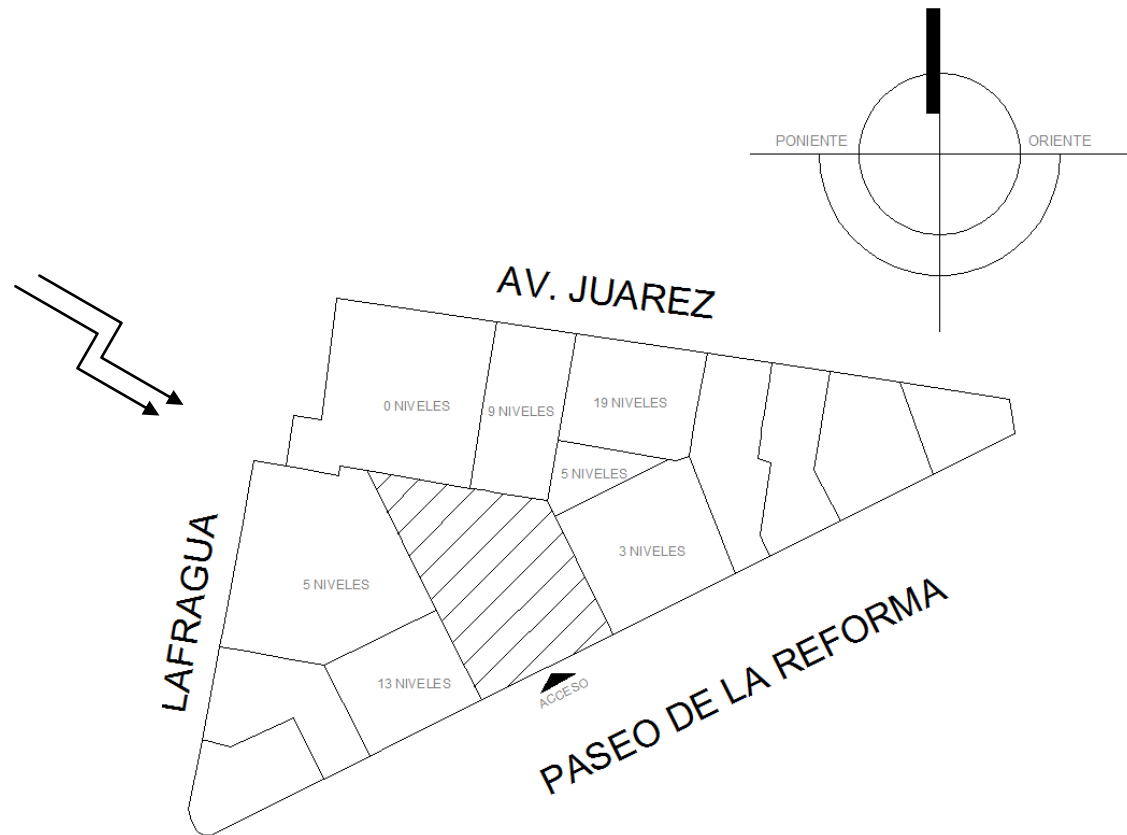 PONIENTE
ORIENTE
AV. JUAREZ
0 NIVELES
9 NIVELES
19 NIVELES
5 NIVELES
3 NIVELES
5 NIVELES
13 NIVELES
LAFRAGUA
ACCESO
PASEO DE LA REFORMA